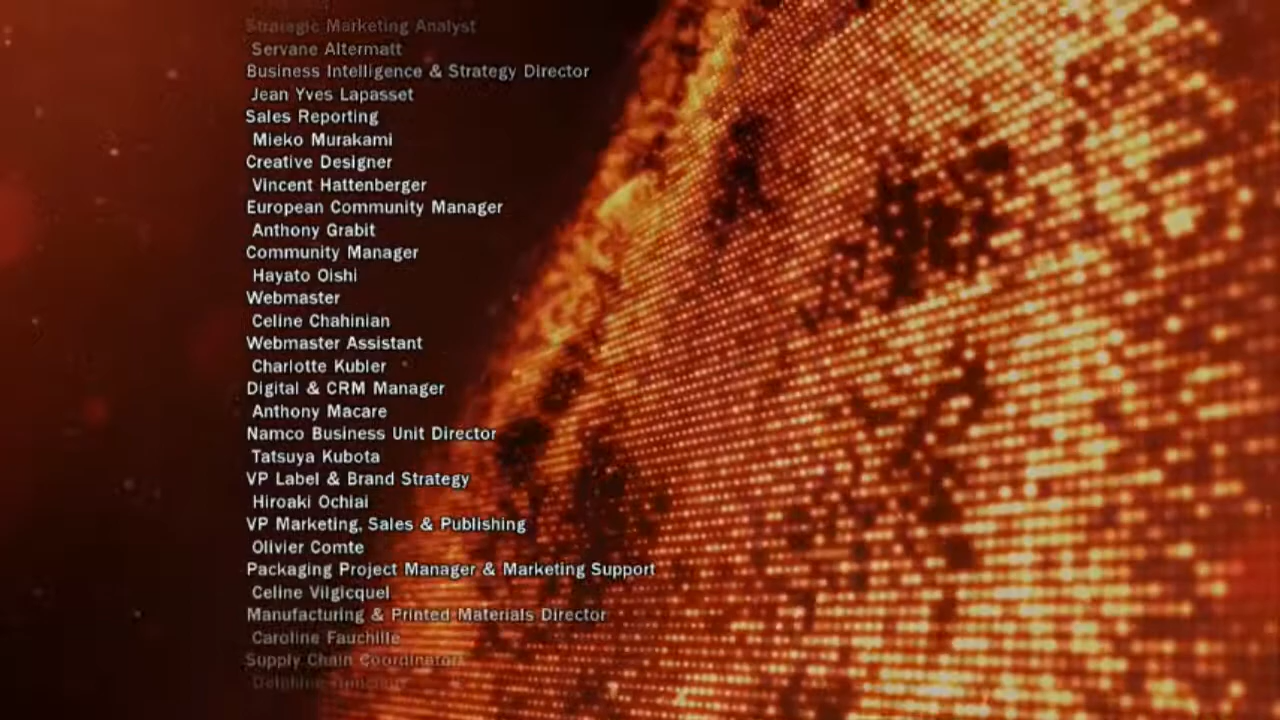 Strategic Marketing Analyst
Servane Altermatt
Business Intelligence & Strategy Director
Jean Yves Lapasset
Sales Reporting
Mieko Murakami
Creative Designer
Vincent Hattenberger
European Community Manager
Anthony Grabit
Community Manager
Hayato Oishi
Webmaster
Celine Chahinian
Webmaster Assistant
Charlotte Kubler
Digital & CRM Manager
Anthony Macare
Namco Business Unit Director
Tatsuya Kubota
VP Label & Brand Strategy
Hiroaki Ochiai
VP Marketing, Sales & Publishing
Olivier Comte
Packaging Project Manager & Marketing Support
Celine Vilgicquel
Manufacturing & Printed Materials Director
Caroline Fauchille
Supply Chain Coordinators
Delphine